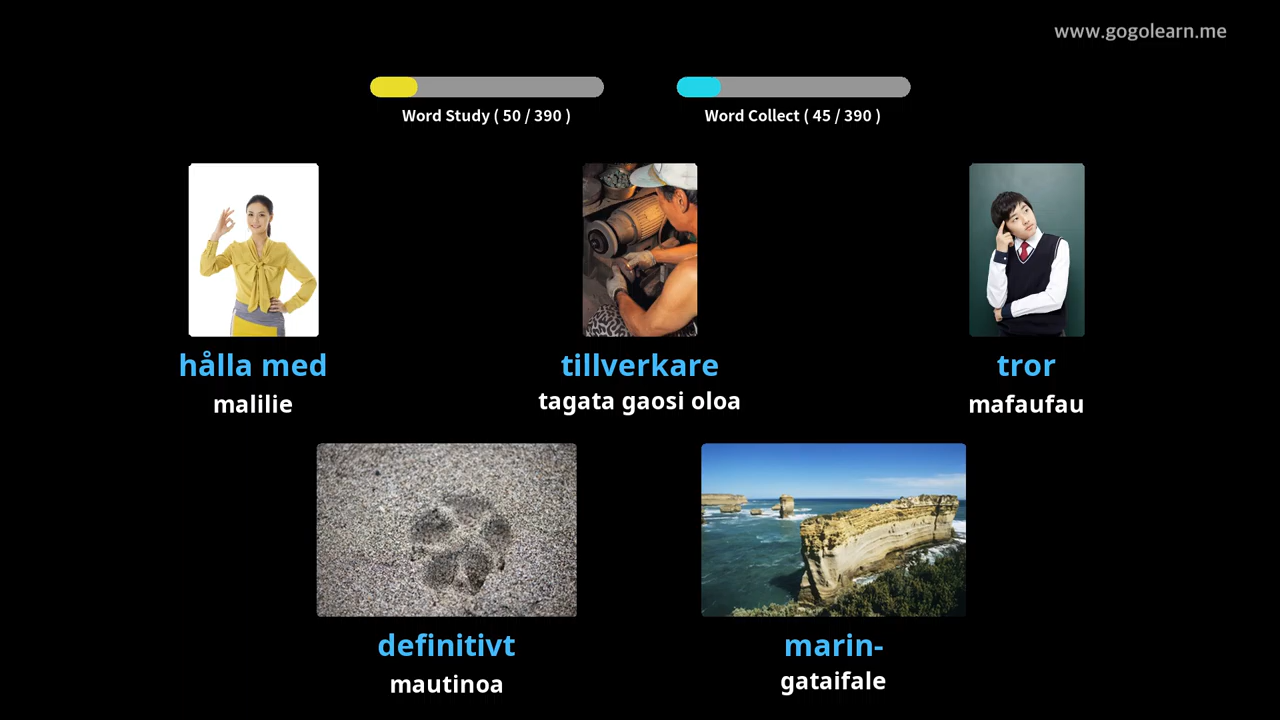 www.gogolearn.me
Word Study ( 50 / 390 )
Word Collect ( 45 / 390 )
hålla med
malilie
tillverkare
tagata gaosi oloa
tror
mafaufau
definitivt
mautinoa
marin-
gataifale